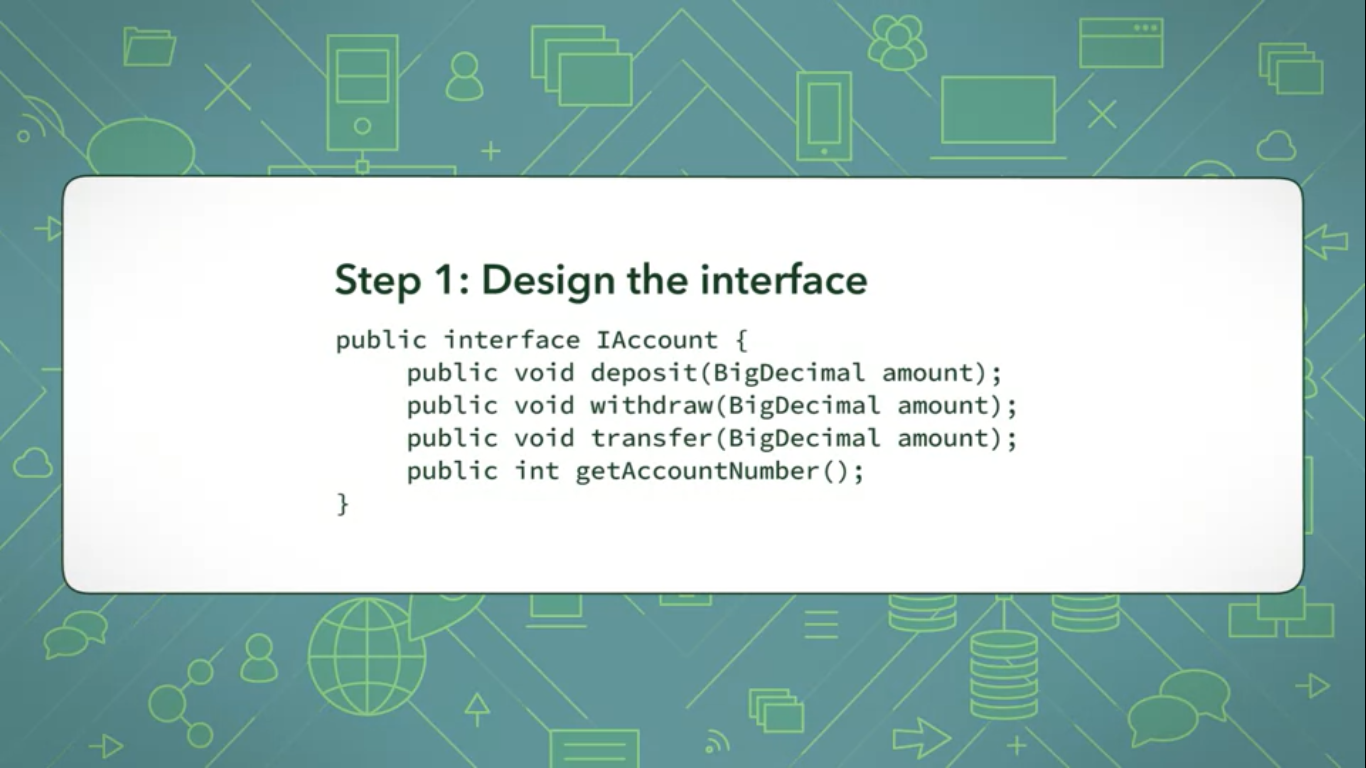 Step 1: Design the interface
public interface IAccount {
public void deposit(BigDecimal amount);
public void withdraw(BigDecimal amount);
public void transfer(BigDecimal amount);
public int getAccountNumber();
}